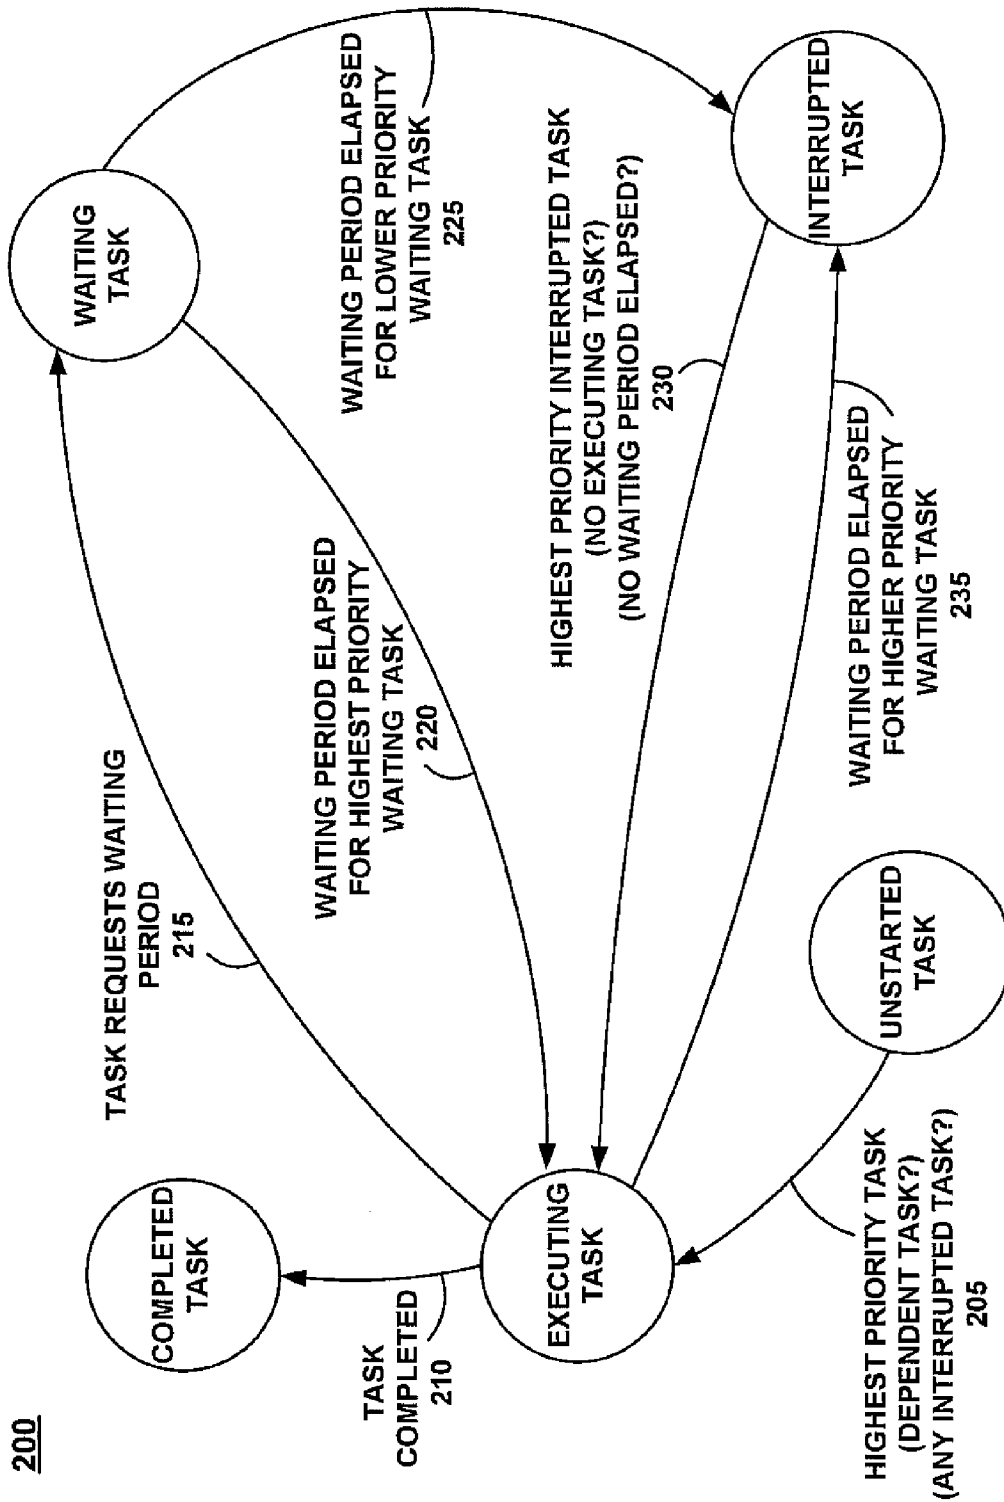 200
COMPLETED
TASK
TASK
COMPLETED
210
TASK REQUESTS WAITING
PERIOD
215
WAITING
TASK
WAITING PERIOD ELAPSED
FOR HIGHEST PRIORITY
WAITING TASK
220
WAITING PERIOD ELAPSED
FOR LOWER PRIORITY
WAITING TASK
225
EXECUTING
TASK
HIGHEST PRIORITY INTERRUPTED TASK
(NO EXECUTING TASK?)
(NO WAITING PERIOD ELAPSED?)
230
INTERRUPTED
TASK
HIGHEST PRIORITY TASK
(DEPENDENT TASK?)
(ANY INTERRUPTED TASK?)
205
UNSTARTED
TASK
WAITING PERIOD ELAPSED
FOR HIGHER PRIORITY
WAITING TASK
235